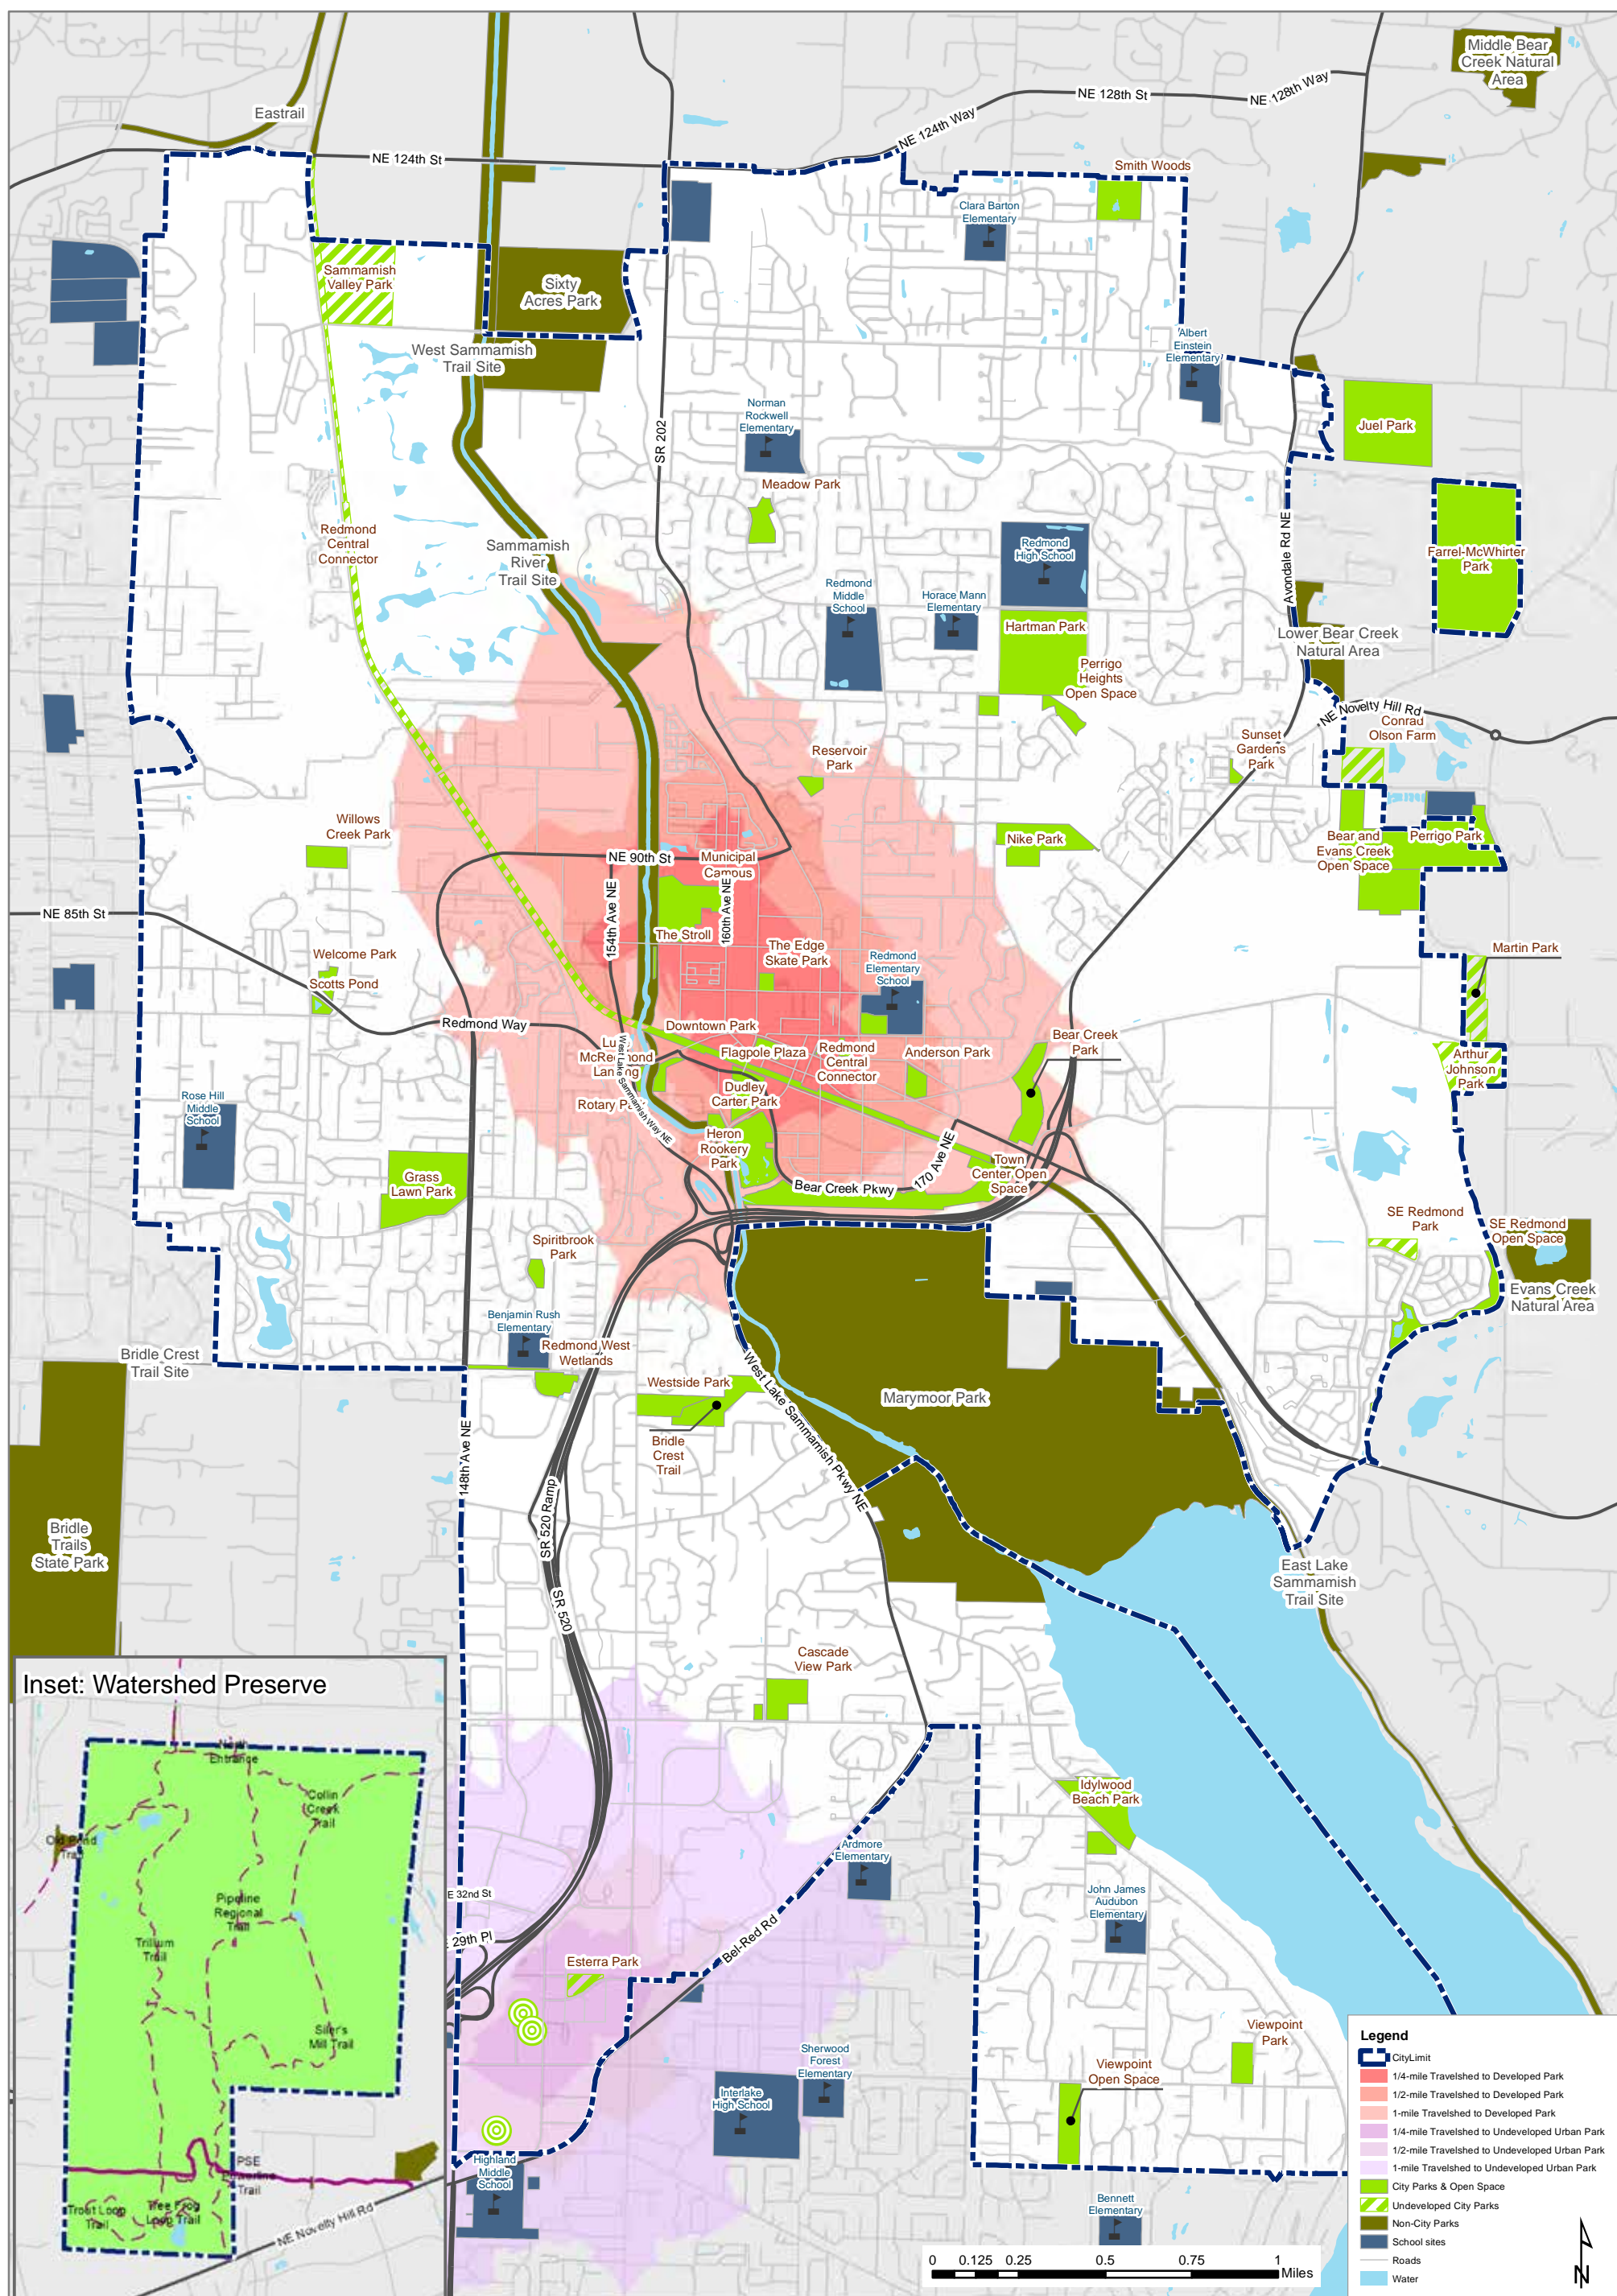 Middle Bear
Creek Natural
Area
Eastrail
NE 128th St
NE 128th Way
NE 124th Way
NE 124th St
Smith Woods
Clara Barton
Elementary
Sammamish
Valley Park
Sixty
Acres Park
West Sammamish
Trail Site
Albert
Einstein
Elementary
Norman
Rockwell
Elementary
SR 202
Juel Park
Meadow Park
Redmond
Central
Connector
Sammamish
River
Trail Site
Redmond
High School
Avondale Rd NE
Farrel-McWhirter
Park
Redmond
Middle
School
Horace Mann
Elementary
Hartman Park
Lower Bear Creek
Natural Area
Perrigo
Heights
Open Space
NE Novelty Hill Rd
Conrad
Olson Farm
Sunset
Gardens
Park
Reservoir
Park
Willows
Creek Park
Nike Park
Bear and
Evans Creek
Open Space
Perrigo Park
NE 90th St
Municipal
Campus
154th Ave NE
160th Ave NE
NE 85th St
The Stroll
The Edge
Skate Park
Redmond
Elementary
School
Martin Park
Welcome Park
Scotts Pond
Redmond Way
Downtown Park
Flagpole Plaza
Redmond
Central
Connector
Anderson Park
Bear Creek
Park
Arthur
Johnson
Park
West Lake Sammamish Way NE
Dudley
Carter Park
Rotary
Rose Hill
Middle
School
Heron
Rookery
Park
Grass
Lawn Park
170 Ave NE
Town
Center Open
Space
Bear Creek Pkwy
SE Redmond
Park
SE Redmond
Open Space
Spiritbrook
Park
Evans Creek
Natural Area
Benjamin Rush
Elementary
Redmond West
Wetlands
Bridle Crest
Trail Site
Westside Park
Marymoor Park
Bridle
Crest
Trail
West Lake Sammamish Pkwy NE
148th Ave NE
SR 520 Ramp
SR 520
Bridle
Trails
State Park
East Lake
Sammamish
Trail Site
Cascade
View Park
Inset: Watershed Preserve
North
Entrance
Collin
Creek
Trail
Old Pond
Trail
Pipeline
Regional
Trail
Trillium
Trail
Siler's
Mill Trail
PSE
Powerline
Trail
Trout Loop
Trail
Tree Frog
Loop Trail
NE Novelty Hill Rd
Idylwood
Beach Park
Ardmore
Elementary
John James
Audubon
Elementary
E 32nd St
29th Pl
Bel-Red Rd
Esterra Park
Viewpoint
Park
Viewpoint
Open Space
Sherwood
Forest
Elementary
Interlake
High School
Highland
Middle
School
Bennett
Elementary
0 0.125 0.25 0.5 0.75 1
Miles
Legend
CityLimit
1/4-mile Travelshed to Developed Park
1/2-mile Travelshed to Developed Park
1-mile Travelshed to Developed Park
1/4-mile Travelshed to Undeveloped Urban Park
1/2-mile Travelshed to Undeveloped Urban Park
1-mile Travelshed to Undeveloped Urban Park
City Parks & Open Space
Undeveloped City Parks
Non-City Parks
School sites
Roads
Water
N